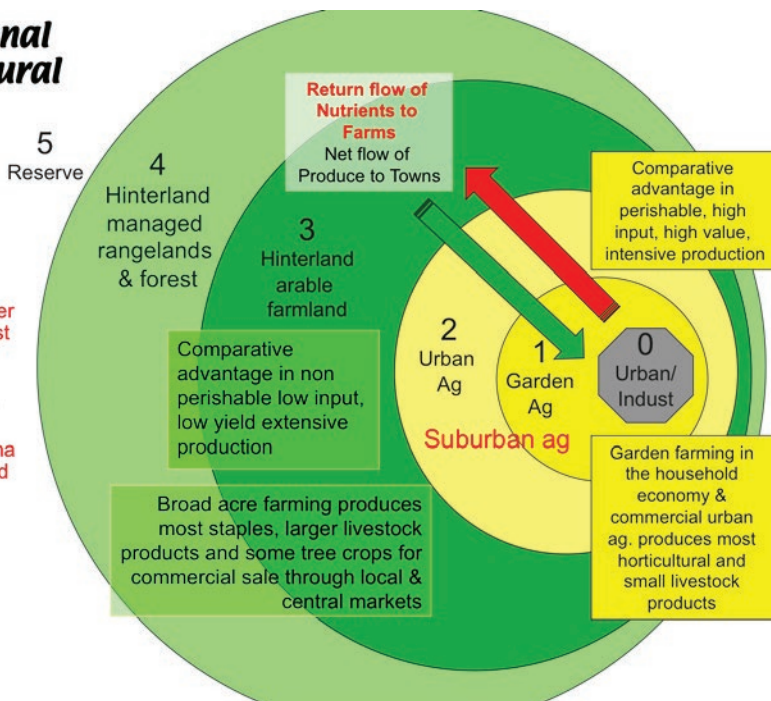 nal
ural
5
Reserve
4
Hinterland
managed
rangelands
& forest
Return flow of
Nutrients to
Farms
Net flow of
Produce to Towns
3
Hinterland
arable
farmland
Comparative
advantage in
perishable, high
input, high value,
intensive production
2
Urban
Ag
1
Garden
Ag
0
Urban/
Indust
Suburban ag
er
st
na
d
Comparative
advantage in non
perishable low input,
low yield extensive
production
Broad acre farming produces
most staples, larger livestock
products and some tree crops for
commercial sale through local &
central markets
Garden farming in
the household
economy &
commercial urban
ag. produces most
horticultural and
small livestock
products